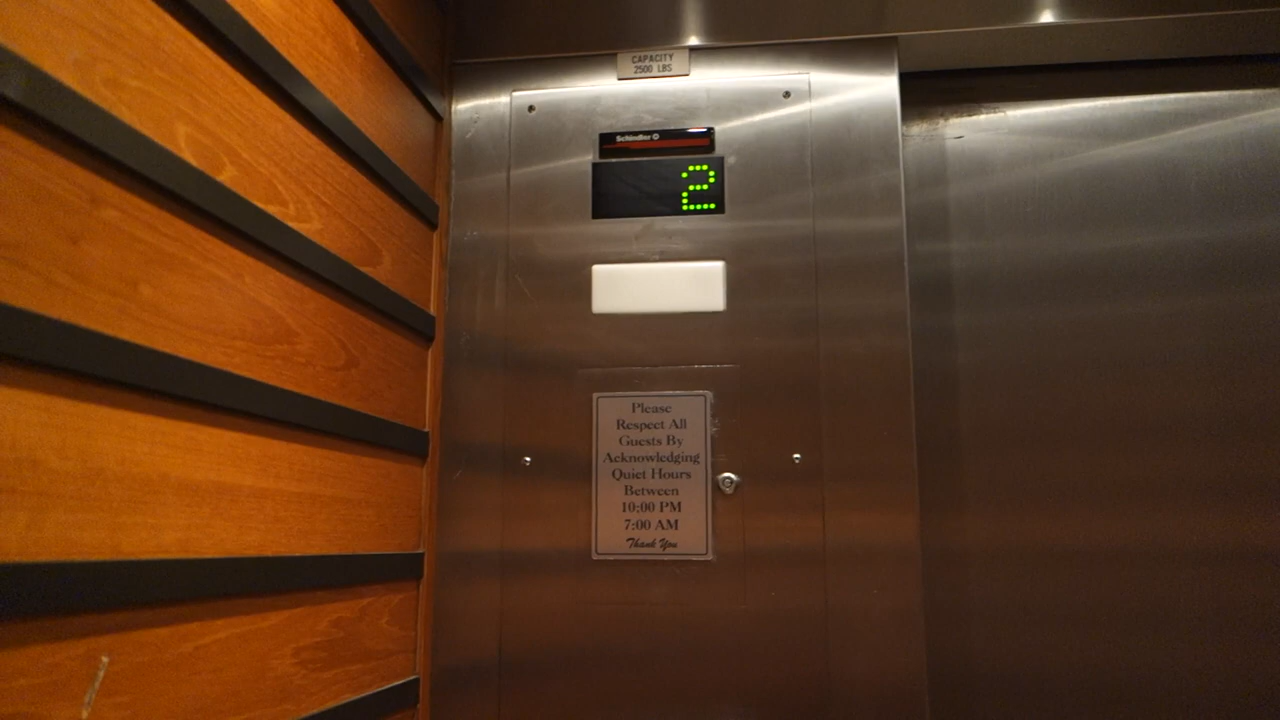 CAPACITY
2500 LBS
Schindler
2
Please
Respect All
Guests By
Acknowledging
Quiet Hours
Between
10:00 PM
7:00 AM
Thank You